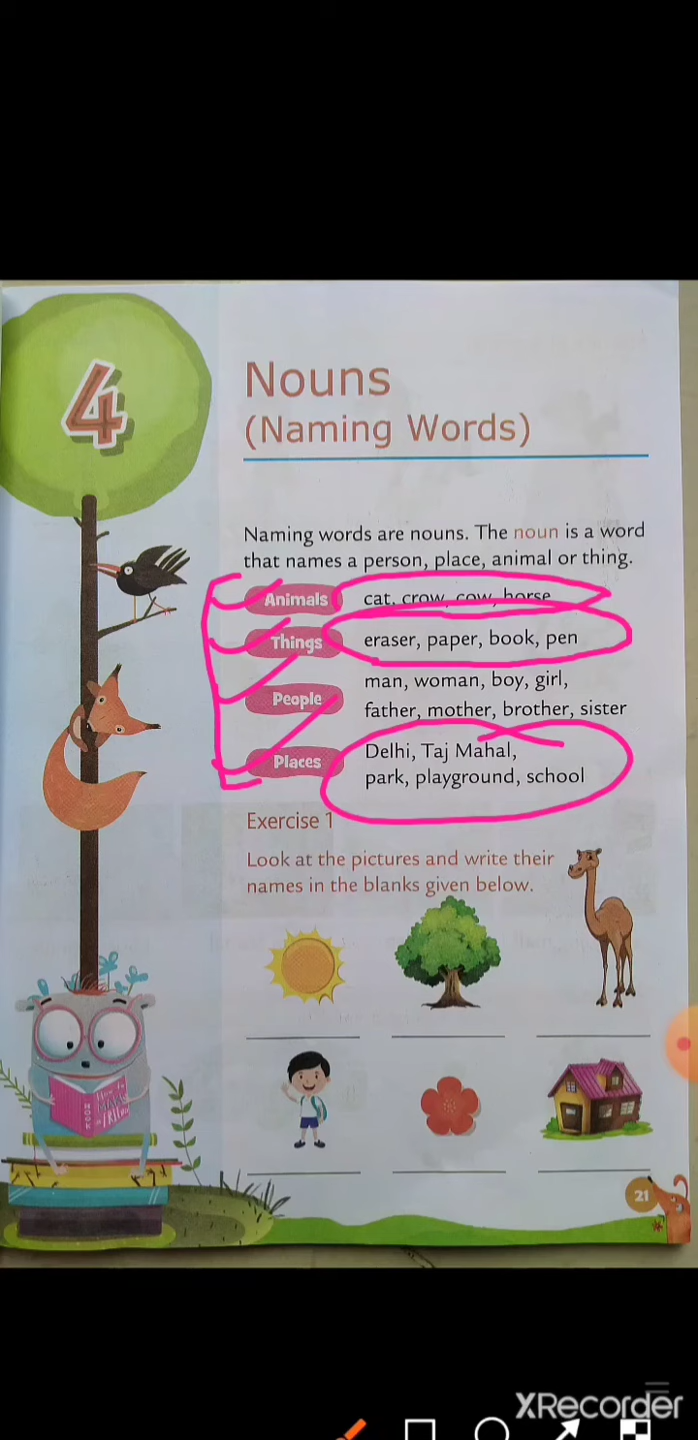 4
Nouns
(Naming Words)
Naming words are nouns. The noun is a word
that names a person, place, animal or thing.
Animals cat, crow, cow, horse
Things eraser, paper, book, pen
People man, woman, boy, girl,
father, mother, brother, sister
Places Delhi, Taj Mahal,
park, playground, school
Exercise 1
Look at the pictures and write their
names in the blanks given below.
21
XRecorder